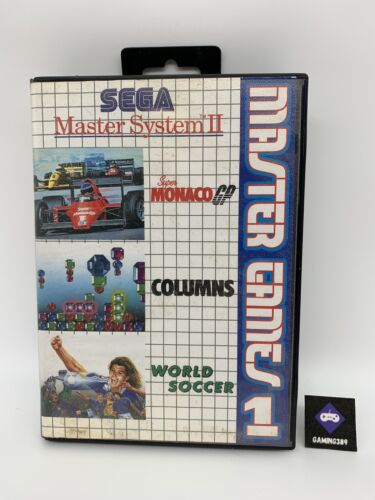 SEGA
Master System II
Super
MONACO GP
COLUMNS
WORLD
SOCCER
MASTER GAMES 1
GAMING389